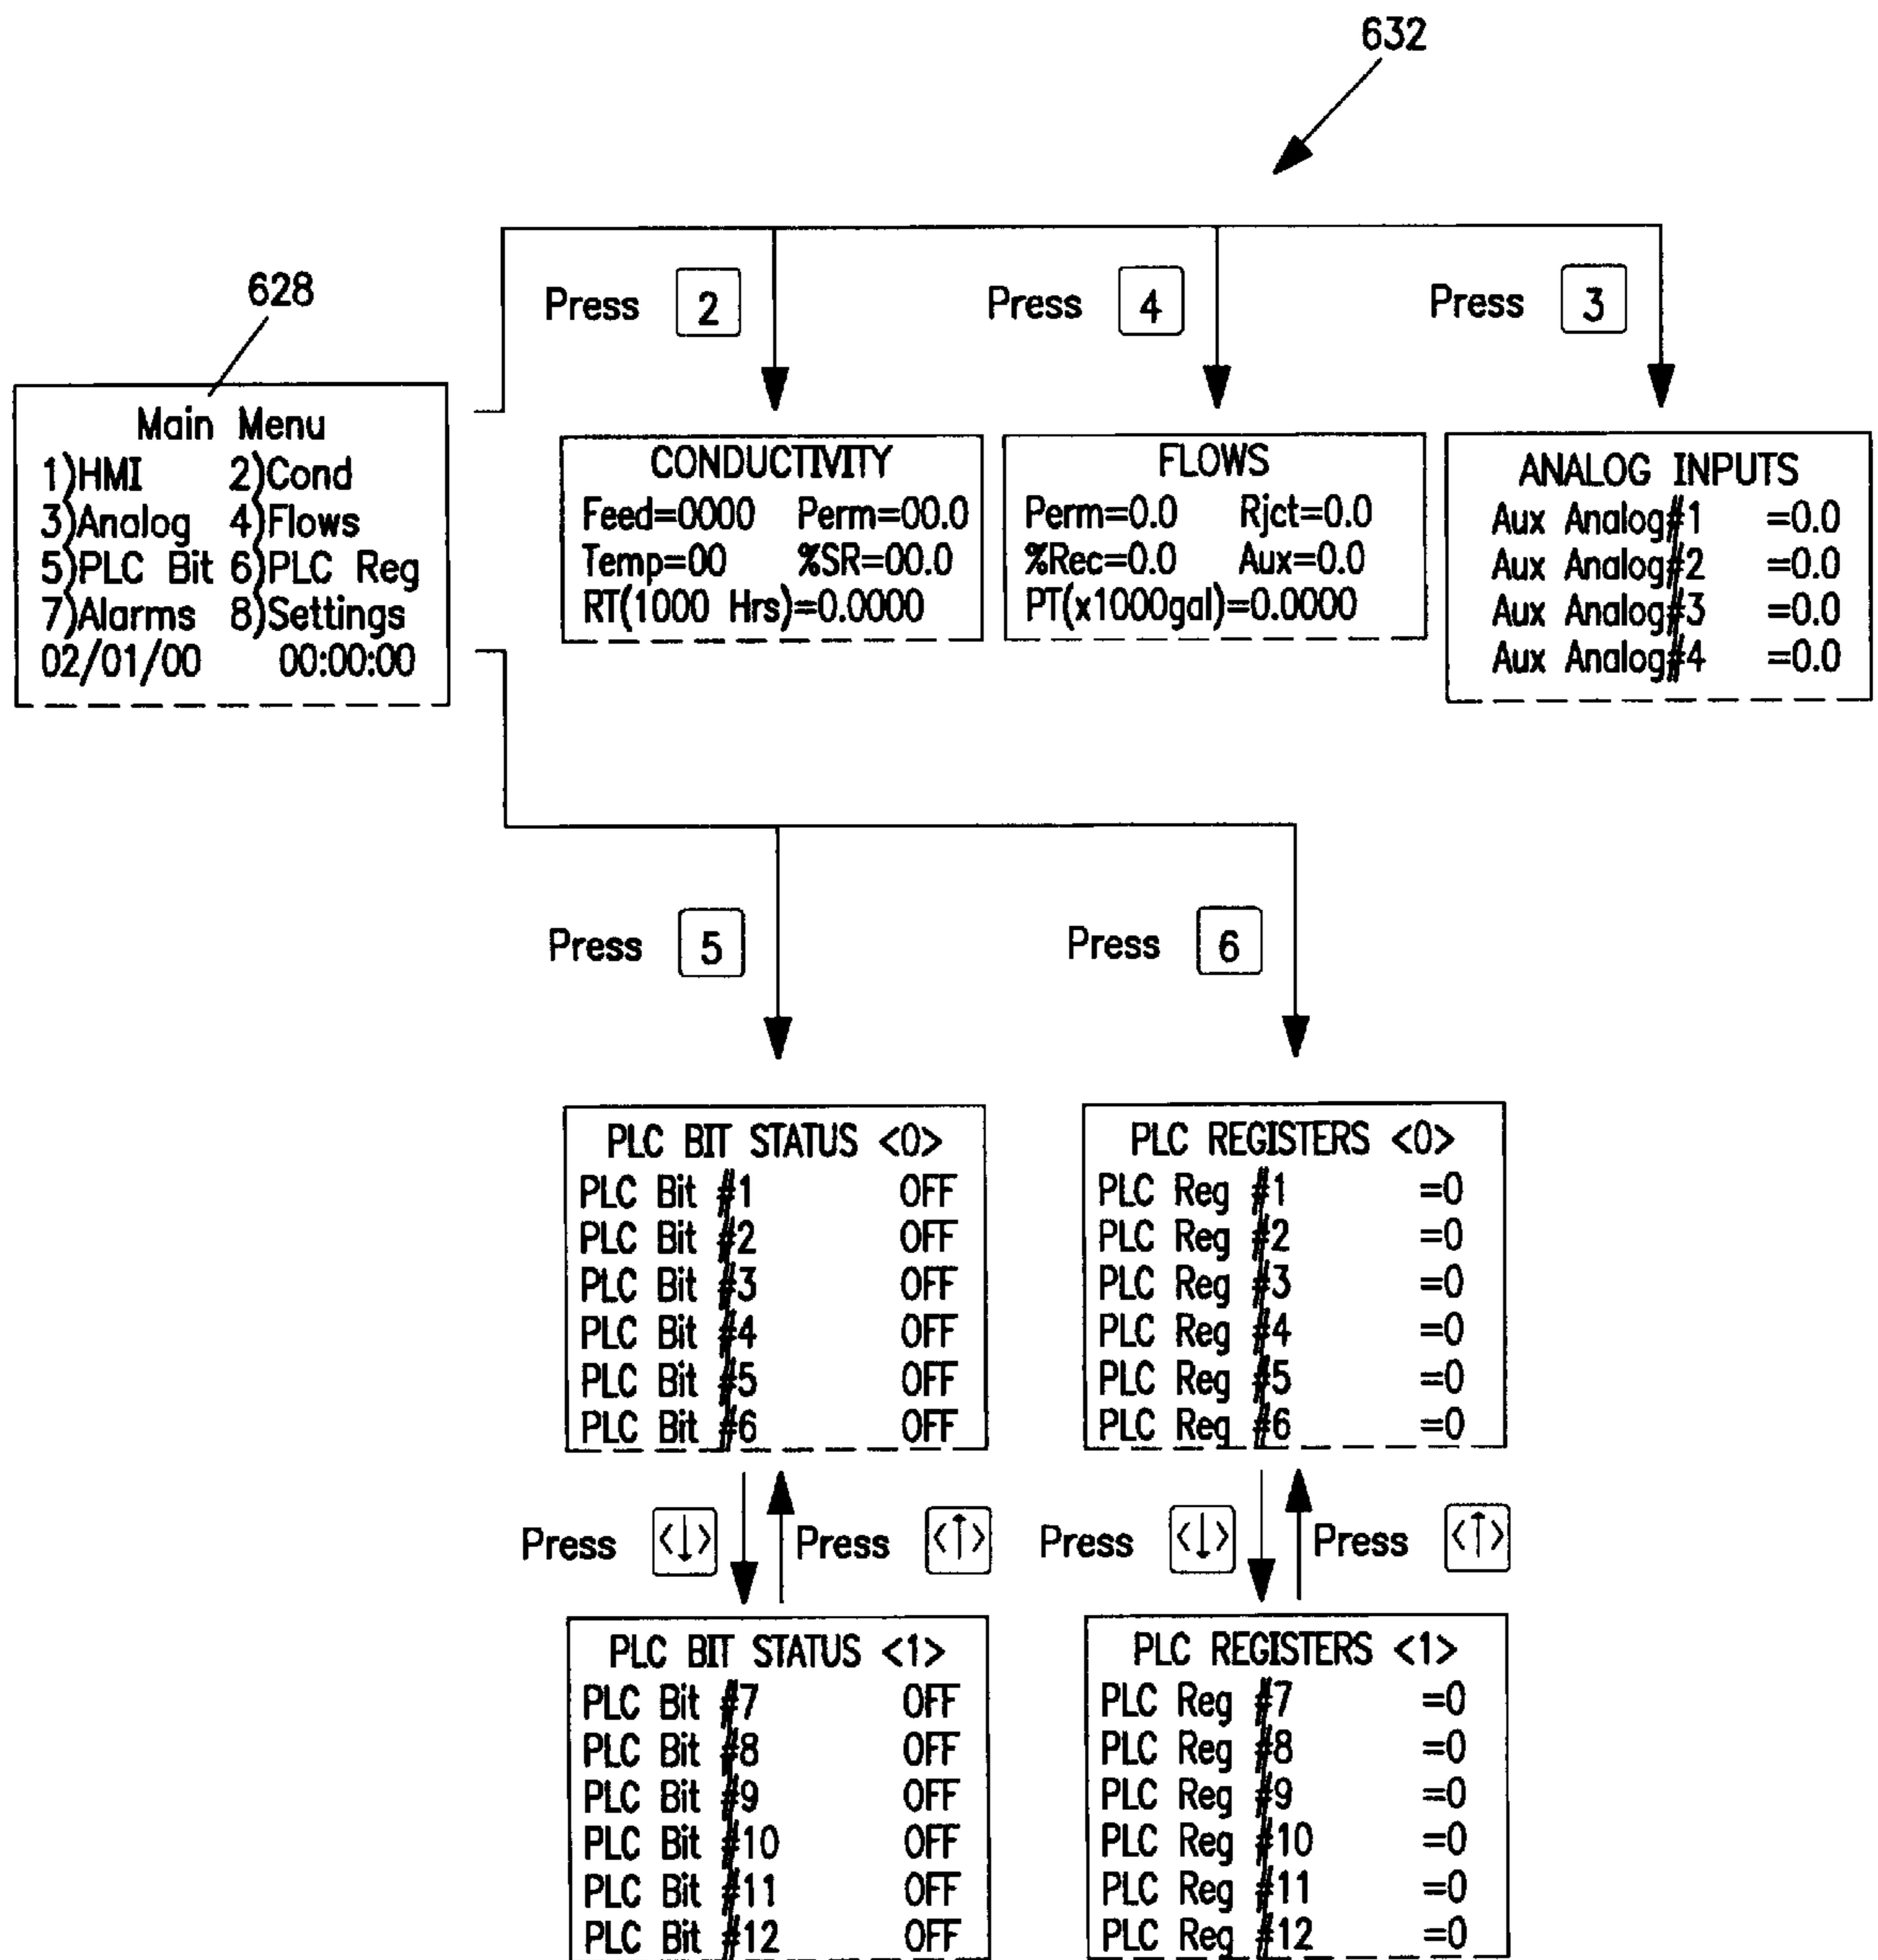 632
628
Main Menu
1)HMI 2)Cond
3)Analog 4)Flows
5)PLC Bit 6)PLC Reg
7)Alarms 8)Settings
02/01/00 00:00:00
Press 2
Press 4
Press 3
CONDUCTIVITY
Feed=0000 Perm=00.0
Temp=00 %SR=00.0
RT(1000 Hrs)=0.0000
FLOWS
Perm=0.0 Rjct=0.0
%Rec=0.0 Aux=0.0
PT(x1000gal)=0.0000
ANALOG INPUTS
Aux Analog#1 =0.0
Aux Analog#2 =0.0
Aux Analog#3 =0.0
Aux Analog#4 =0.0
Press 5
Press 6
PLC BIT STATUS <0>
PLC Bit #1 OFF
PLC Bit #2 OFF
PLC Bit #3 OFF
PLC Bit #4 OFF
PLC Bit #5 OFF
PLC Bit #6 OFF
PLC REGISTERS <0>
PLC Reg #1 =0
PLC Reg #2 =0
PLC Reg #3 =0
PLC Reg #4 =0
PLC Reg #5 =0
PLC Reg #6 =0
Press <↓> Press <↑>
Press <↓> Press <↑>
PLC BIT STATUS <1>
PLC Bit #7 OFF
PLC Bit #8 OFF
PLC Bit #9 OFF
PLC Bit #10 OFF
PLC Bit #11 OFF
PLC Bit #12 OFF
PLC REGISTERS <1>
PLC Reg #7 =0
PLC Reg #8 =0
PLC Reg #9 =0
PLC Reg #10 =0
PLC Reg #11 =0
PLC Reg #12 =0